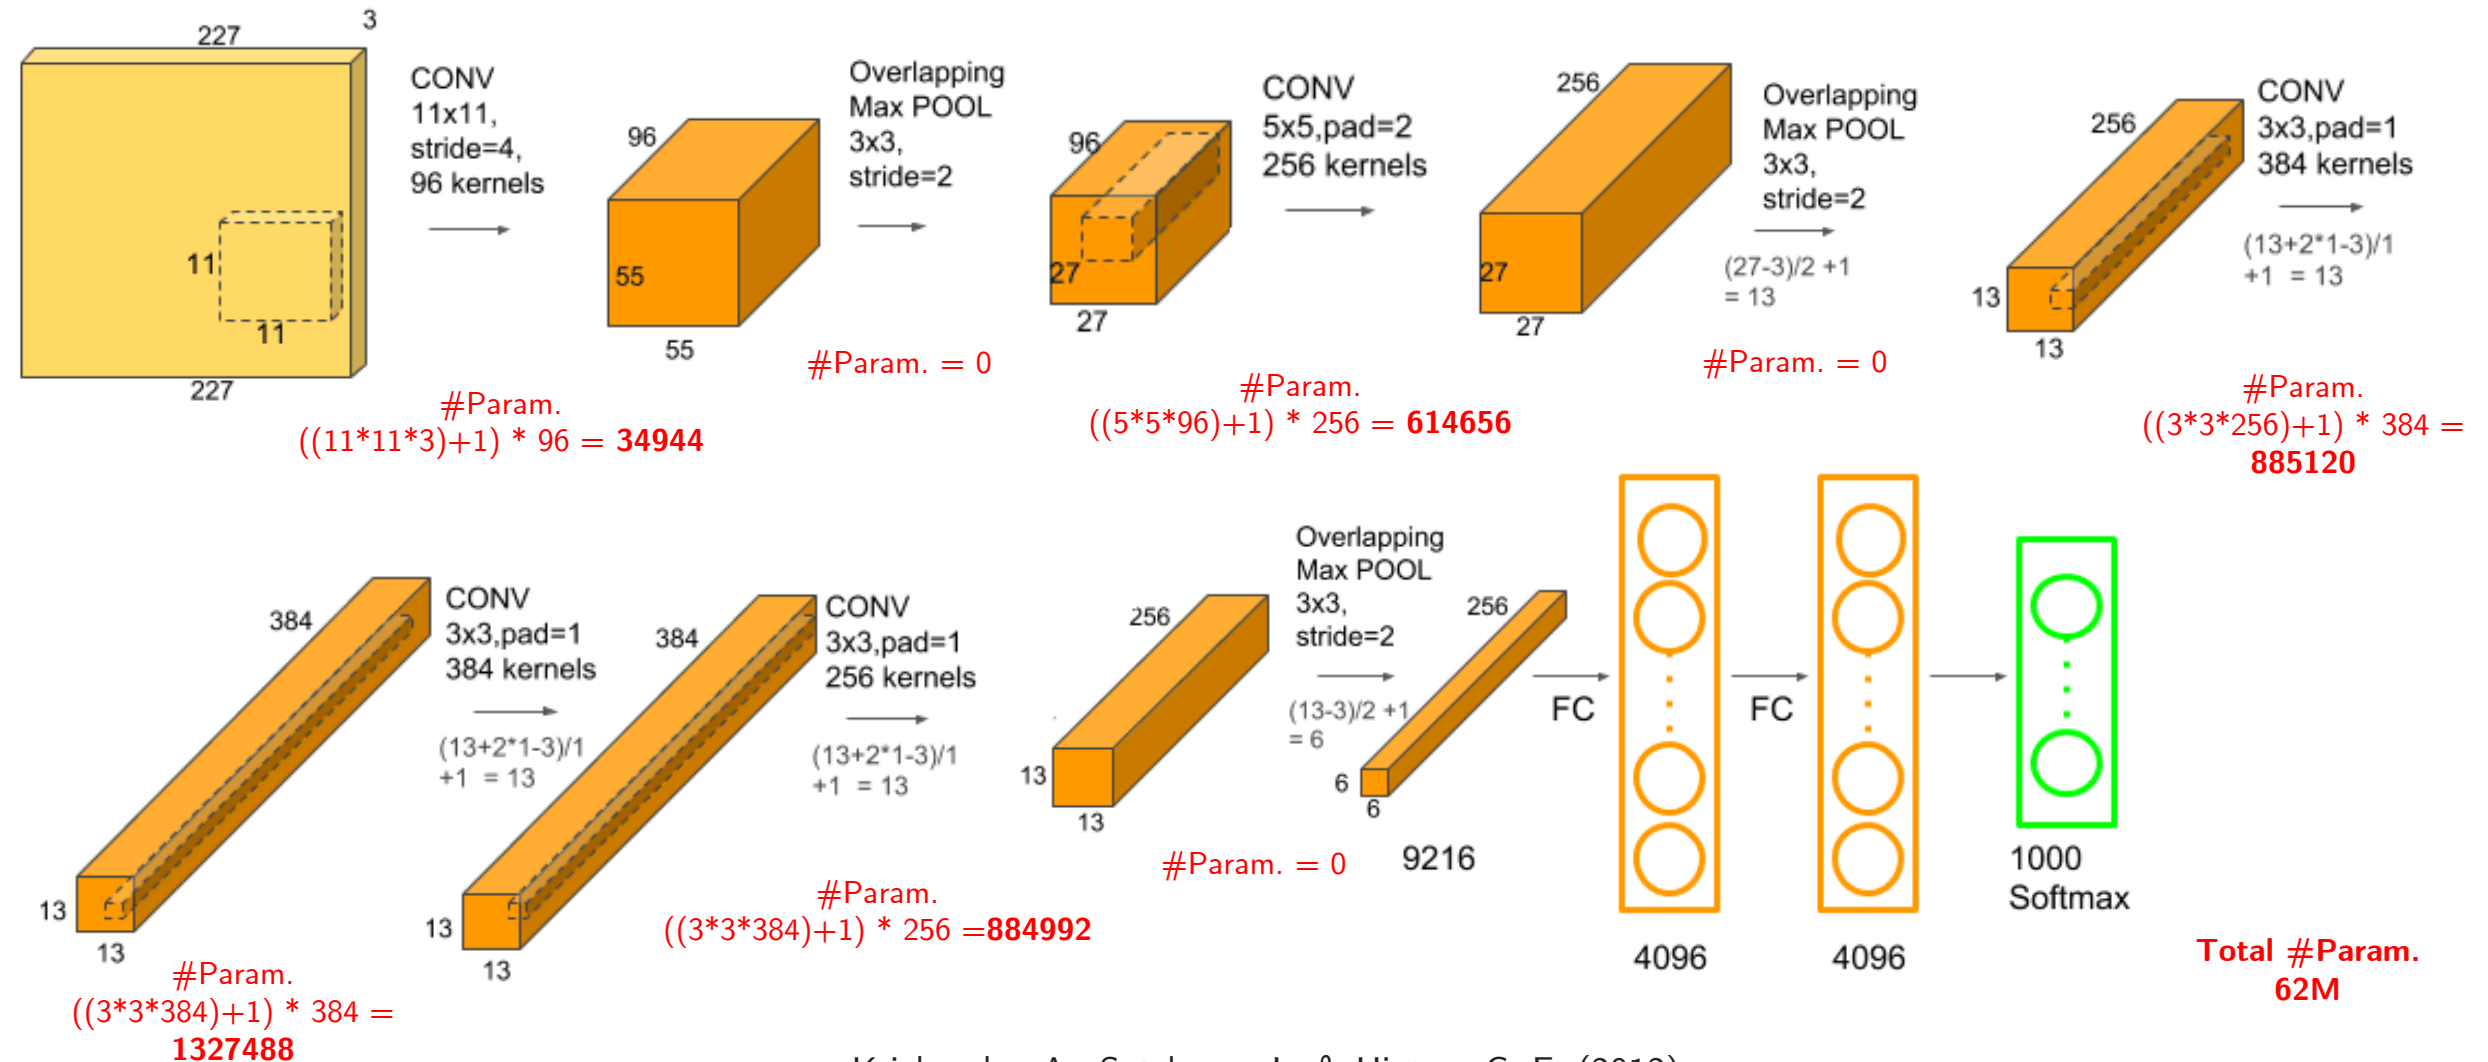 227
3
CONV
11x11,
stride=4,
96 kernels
11
11
227
#Param.
((11*11*3)+1) * 96 = 34944
96
55
55
Overlapping
Max POOL
3x3,
stride=2
#Param. = 0
96
27
27
CONV
5x5,pad=2
256 kernels
#Param.
((5*5*96)+1) * 256 = 614656
256
27
27
Overlapping
Max POOL
3x3,
stride=2
(27-3)/2 +1
= 13
#Param. = 0
256
13
13
CONV
3x3,pad=1
384 kernels
(13+2*1-3)/1
+1 = 13
#Param.
((3*3*256)+1) * 384 =
885120
384
13
13
CONV
3x3,pad=1
384 kernels
(13+2*1-3)/1
+1 = 13
#Param.
((3*3*384)+1) * 384 =
1327488
384
13
13
CONV
3x3,pad=1
256 kernels
(13+2*1-3)/1
+1 = 13
#Param.
((3*3*384)+1) * 256 =884992
256
13
13
Overlapping
Max POOL
3x3,
stride=2
(13-3)/2 +1
= 6
#Param. = 0
256
6
6
9216
FC
4096
FC
4096
1000
Softmax
Total #Param.
62M